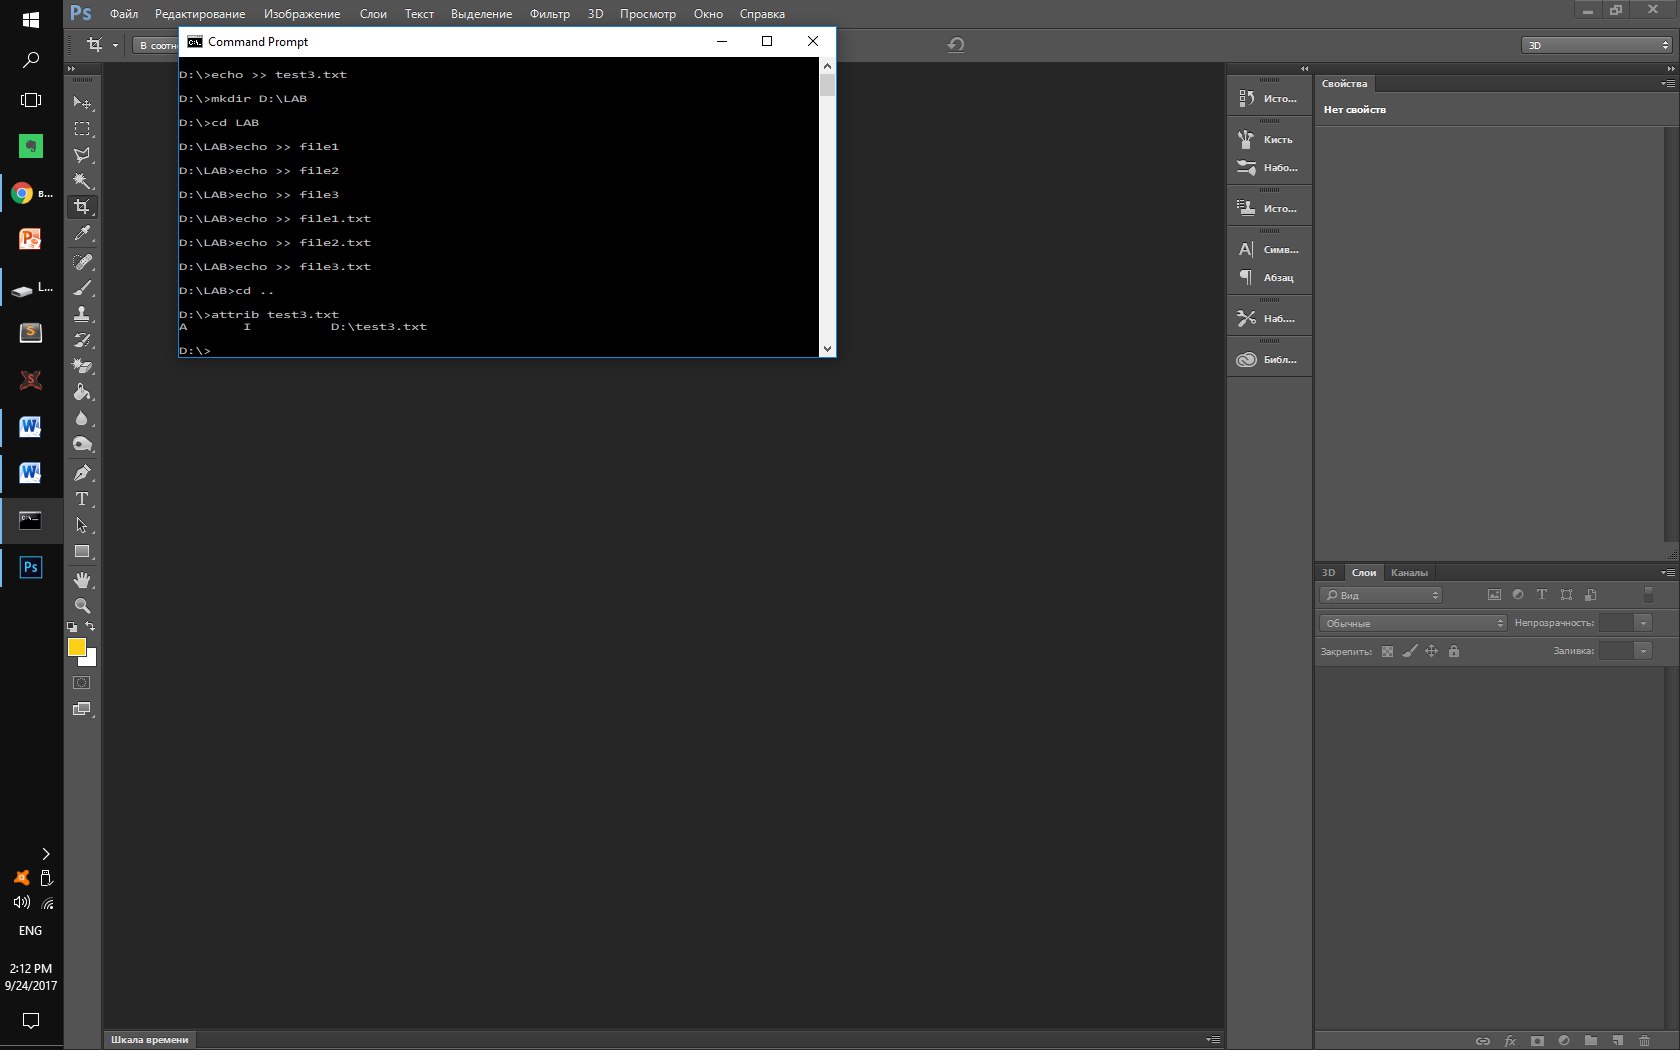 Ps Файл Редактирование Изображение Слои Текст Выделение Фильтр 3D Просмотр Окно Справка
В соотн
3D
Command Prompt
D:\>echo >> test3.txt
D:\>mkdir D:\LAB
D:\>cd LAB
D:\LAB>echo >> file1
D:\LAB>echo >> file2
D:\LAB>echo >> file3
D:\LAB>echo >> file1.txt
D:\LAB>echo >> file2.txt
D:\LAB>echo >> file3.txt
D:\LAB>cd ..
D:\>attrib test3.txt
A I D:\test3.txt
D:\>
в...
L...
Ps
ENG
2:12 PM
9/24/2017
Исто...
Кисть
Набо...
Исто...
Симв...
Абзац
Наб....
Библ...
Свойства
Нет свойств
3D Слои Каналы
Вид
Обычные Непрозрачность:
Закрепить: Заливка:
fx
Шкала времени